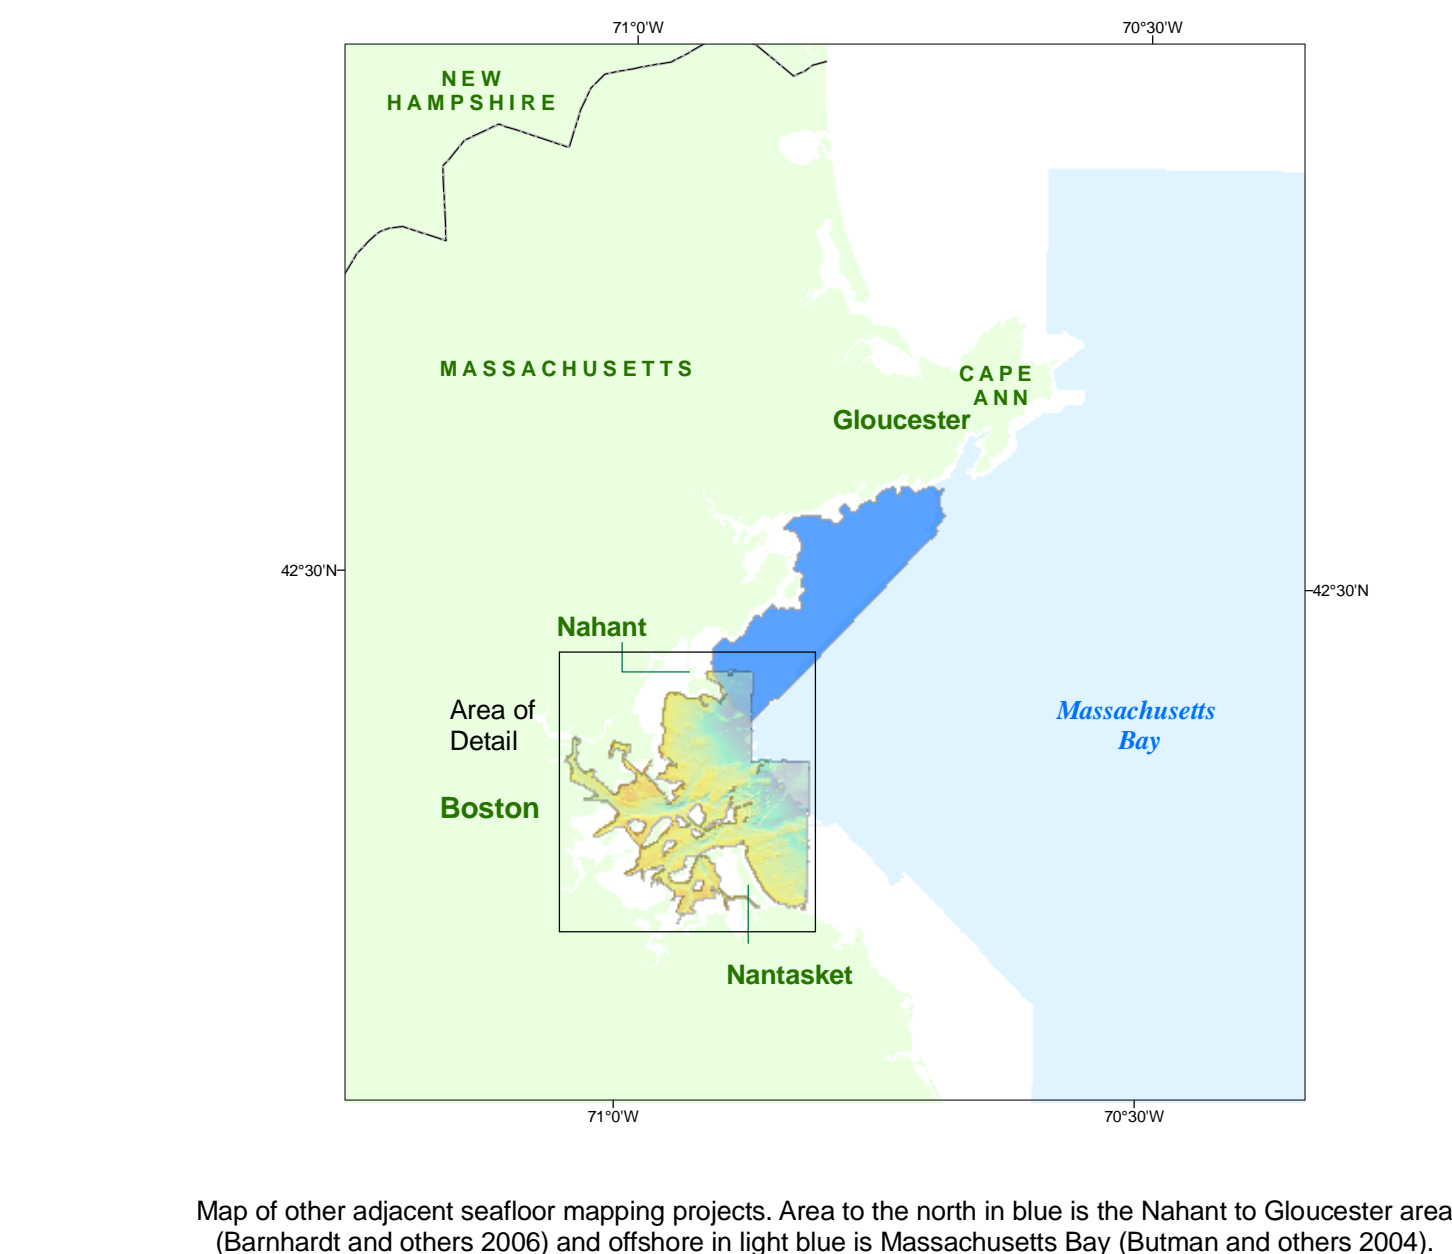 71°0'W
70°30'W
NEW
HAMPSHIRE
MASSACHUSETTS
CAPE
ANN
Gloucester
42°30'N
42°30'N
Nahant
Area of
Detail
Massachusetts
Bay
Boston
Nantasket
71°0'W
70°30'W
Map of other adjacent seafloor mapping projects. Area to the north in blue is the Nahant to Gloucester area
(Barnhardt and others 2006) and offshore in light blue is Massachusetts Bay (Butman and others 2004).